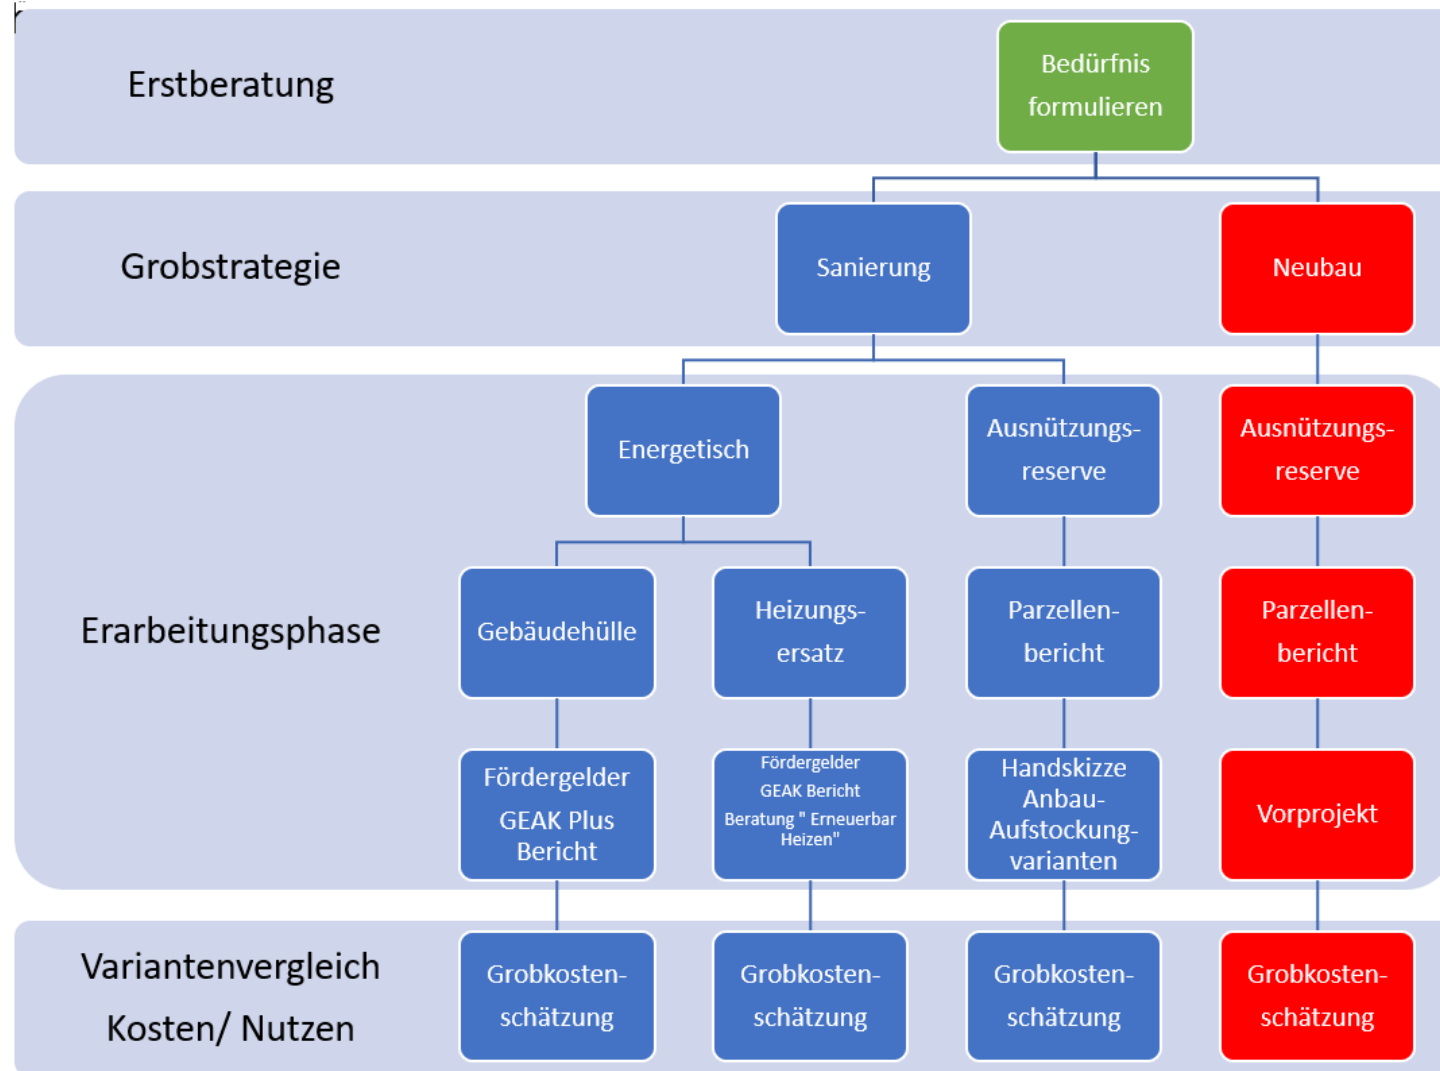 Erstberatung
Bedürfnis
formulieren
Grobstrategie
Sanierung
Neubau
Erarbeitungsphase
Energetisch
Ausnützungs-
reserve
Ausnützungs-
reserve
Gebäudehülle
Heizungs-
ersatz
Parzellen-
bericht
Parzellen-
bericht
Fördergelder
GEAK Plus
Bericht
Fördergelder
GEAK Bericht
Beratung " Erneuerbar
Heizen"
Handskizze
Anbau-
Aufstockung-
varianten
Vorprojekt
Variantenvergleich
Kosten/ Nutzen
Grobkosten-
schätzung
Grobkosten-
schätzung
Grobkosten-
schätzung
Grobkosten-
schätzung